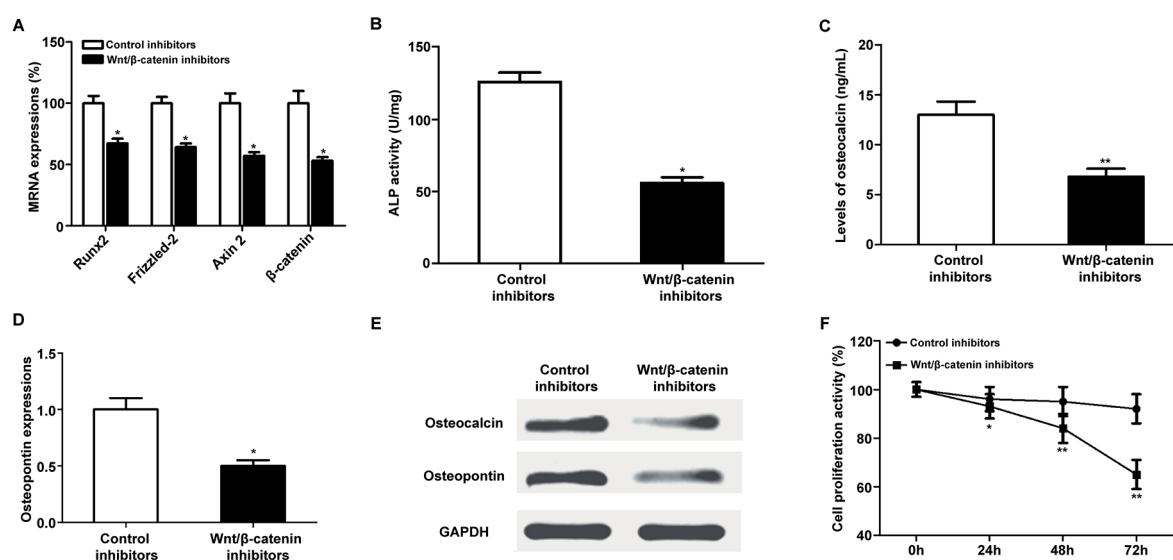 A
150
100
50
0
MRNA expressions (%)
Control inhibitors
Wnt/β-catenin inhibitors
*
*
*
*
Runx2
Frizzled-2
Axin 2
β-catenin
B
150
100
50
0
ALP activity (U/mg)
*
Control
inhibitors
Wnt/β-catenin
inhibitors
C
20
15
10
5
0
Levels of osteocalcin (ng/mL)
**
Control
inhibitors
Wnt/β-catenin
inhibitors
D
1.5
1.0
0.5
0.0
Osteopontin expressions
*
Control
inhibitors
Wnt/β-catenin
inhibitors
E
Control
inhibitors
Wnt/β-catenin
inhibitors
Osteocalcin
Osteopontin
GAPDH
F
Control inhibitors
Wnt/β-catenin inhibitors
120
100
80
60
40
Cell proliferation activity (%)
*
**
**
0h
24h
48h
72h